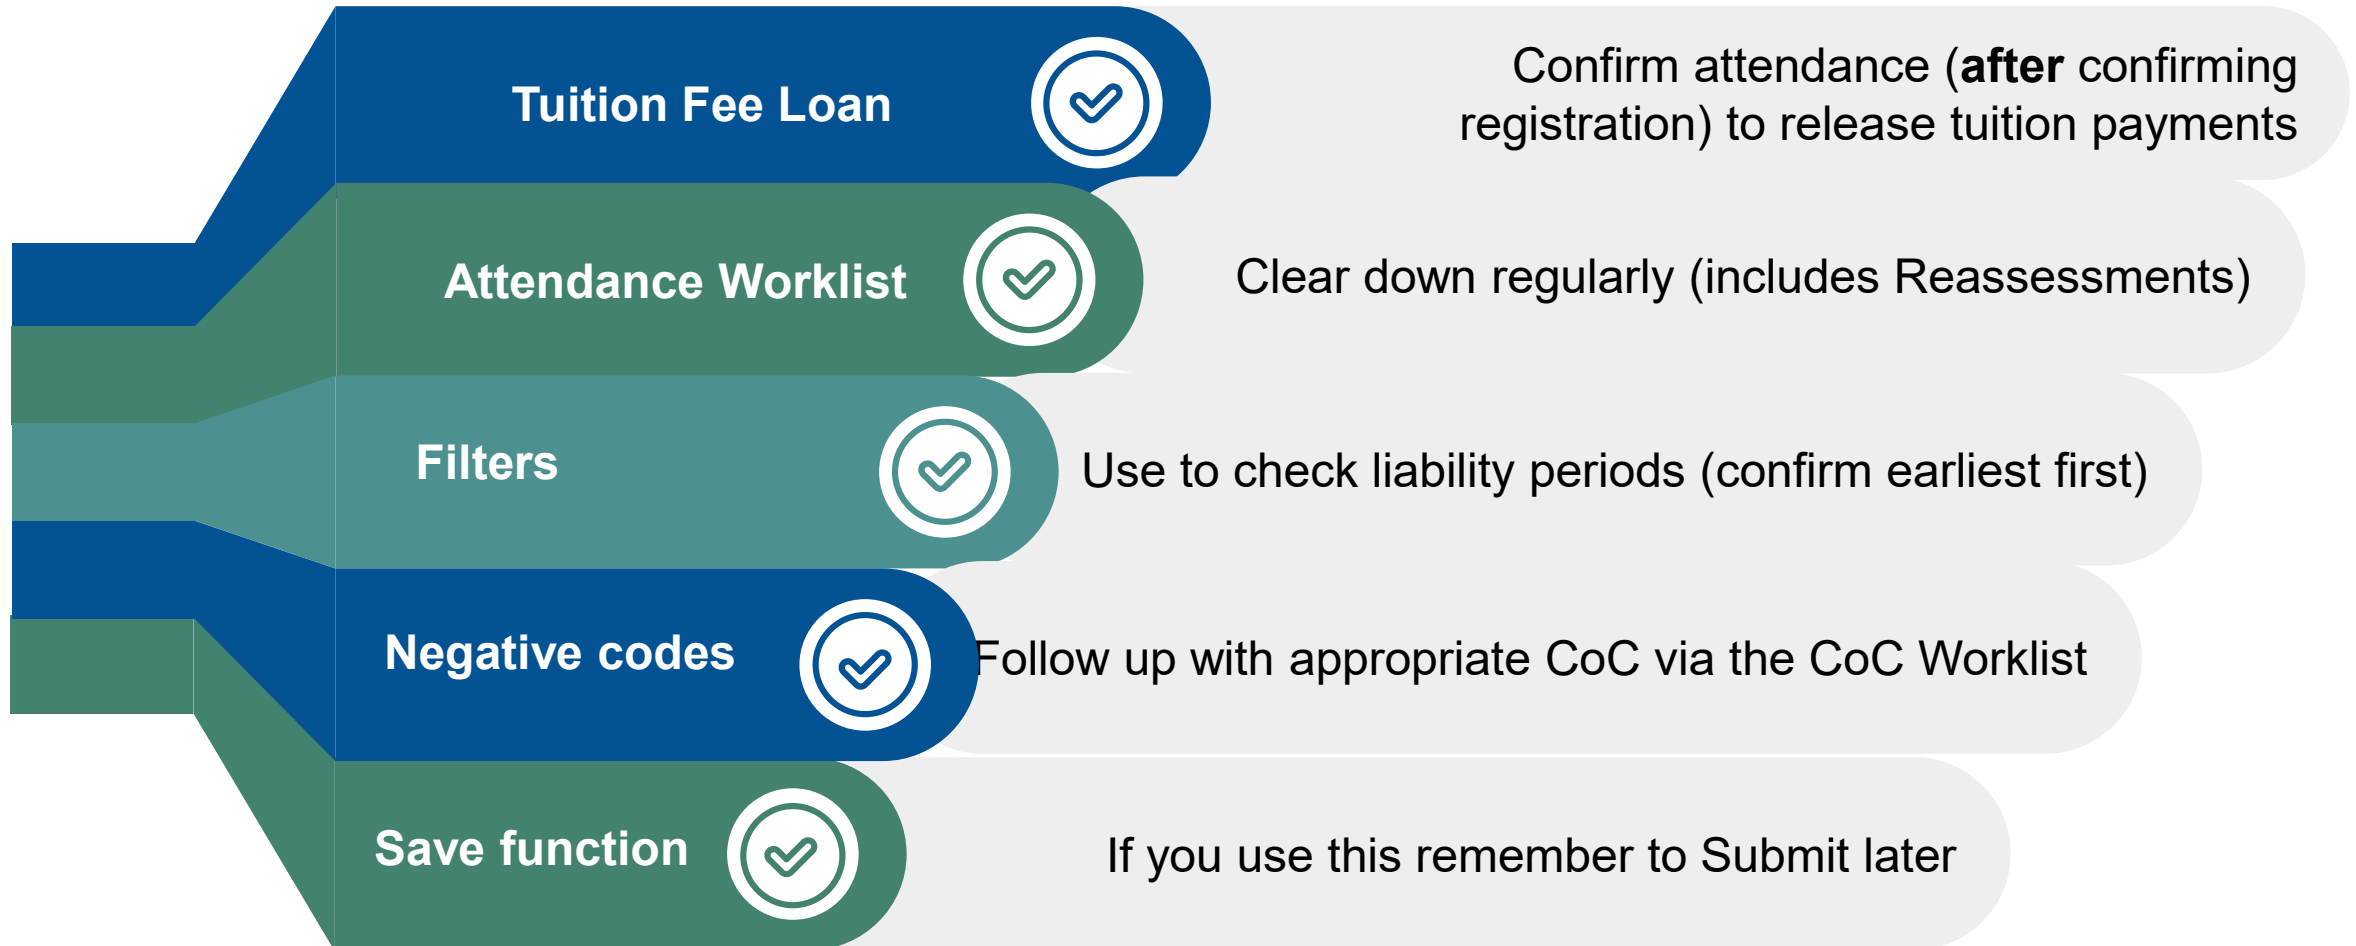 Tuition Fee Loan
Confirm attendance (after confirming
registration) to release tuition payments
Attendance Worklist
Clear down regularly (includes Reassessments)
Filters
Use to check liability periods (confirm earliest first)
Negative codes
Follow up with appropriate CoC via the CoC Worklist
Save function
If you use this remember to Submit later